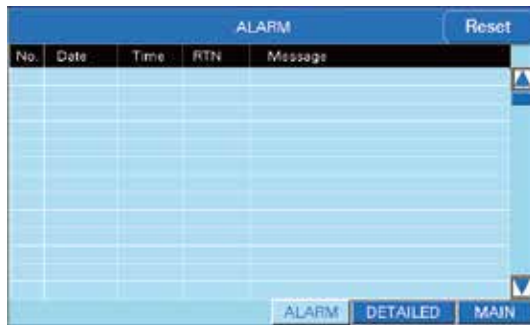 ALARM Reset
No. Date Time RTN Message
ALARM DETAILED MAIN